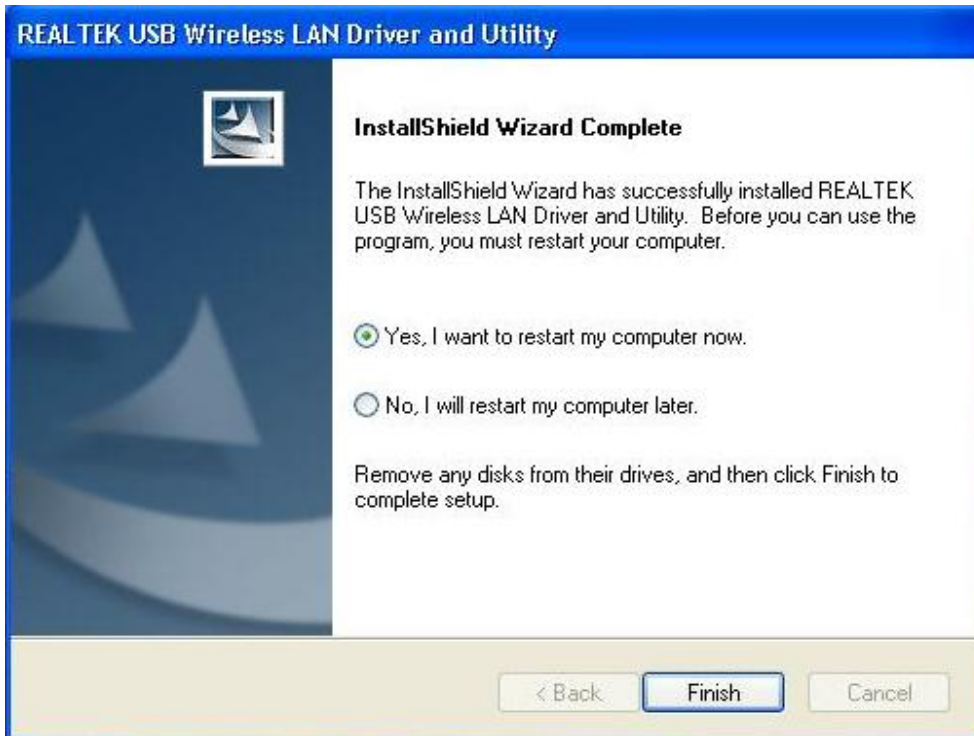 REALTEK USB Wireless LAN Driver and Utility
InstallShield Wizard Complete
The InstallShield Wizard has successfully installed REALTEK
USB Wireless LAN Driver and Utility.  Before you can use the
program, you must restart your computer.
Yes, I want to restart my computer now.
No, I will restart my computer later.
Remove any disks from their drives, and then click Finish to
complete setup.
< Back Finish Cancel